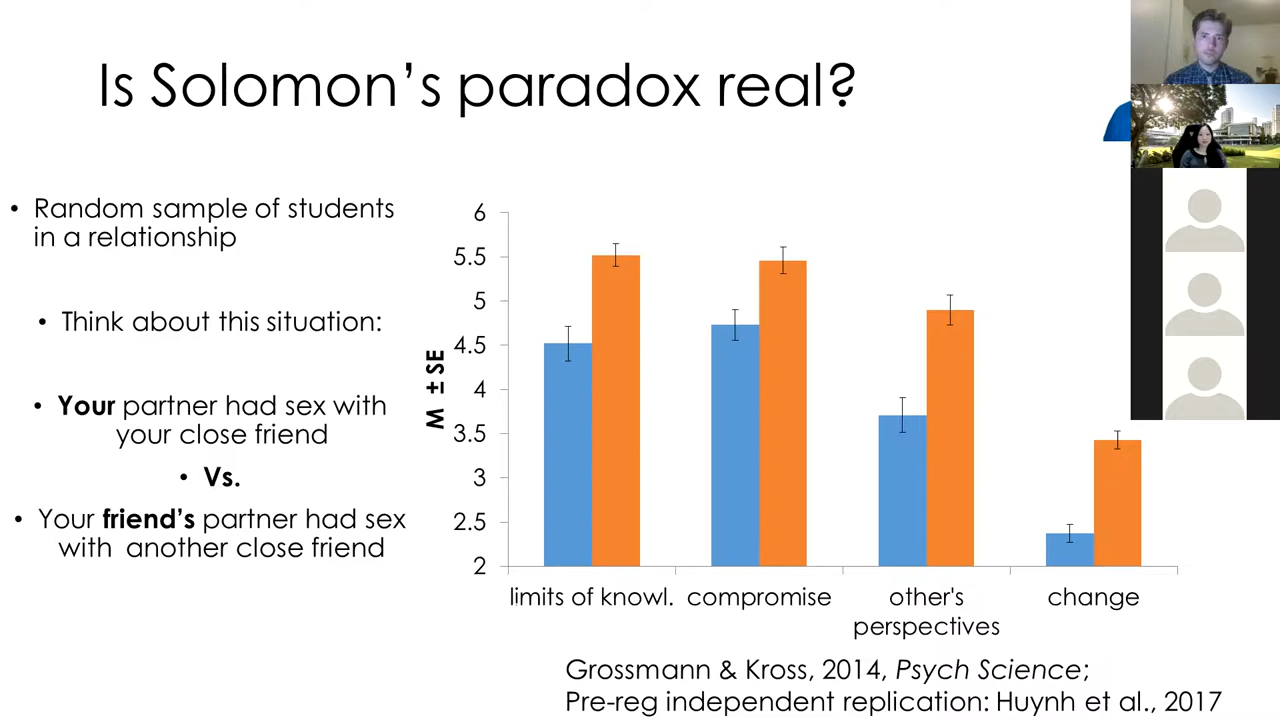 Is Solomon's paradox real?
• Random sample of students
in a relationship
• Think about this situation:
• Your partner had sex with
your close friend
• Vs.
• Your friend's partner had sex
with another close friend
M ± SE
6
5.5
5
4.5
4
3.5
3
2.5
2
limits of knowl. compromise other's change
perspectives
Grossmann & Kross, 2014, Psych Science;
Pre-reg independent replication: Huynh et al., 2017